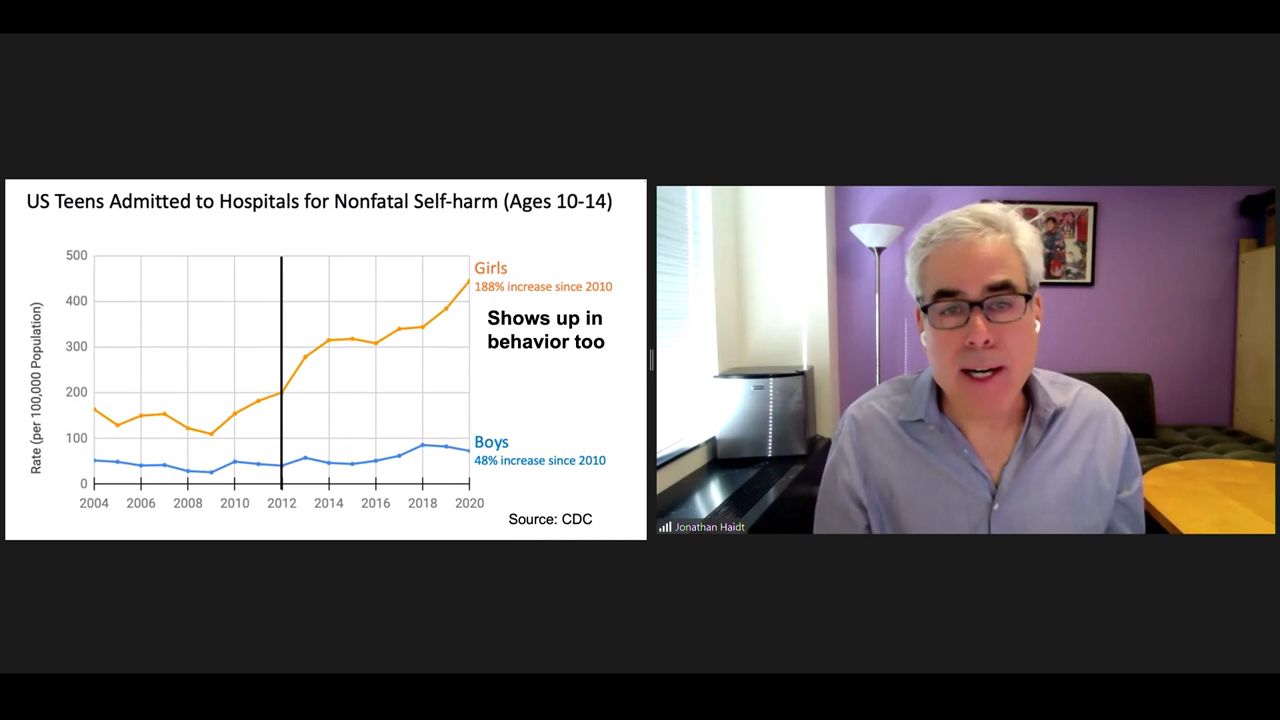 US Teens Admitted to Hospitals for Nonfatal Self-harm (Ages 10-14)
Rate (per 100,000 Population)
500
400
300
200
100
0
2004 2006 2008 2010 2012 2014 2016 2018 2020
Girls
188% increase since 2010
Shows up in
behavior too
Boys
48% increase since 2010
Source: CDC
Jonathan Haidt